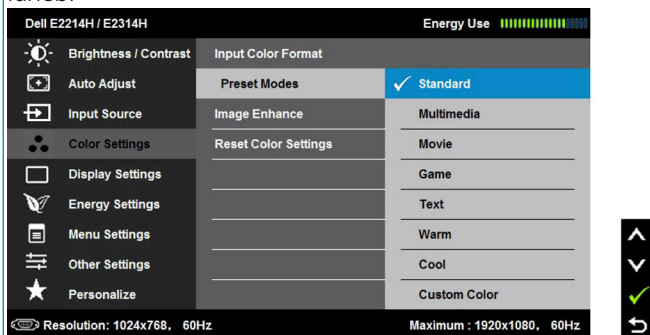 Dell E2214H / E2314H Energy Use
Brightness / Contrast Input Color Format
Auto Adjust Preset Modes Standard
Input Source Image Enhance Multimedia
Color Settings Reset Color Settings Movie
Display Settings Game
Energy Settings Text
Menu Settings Warm
Other Settings Cool
Personalize Custom Color
Resolution: 1024x768, 60Hz Maximum : 1920x1080, 60Hz